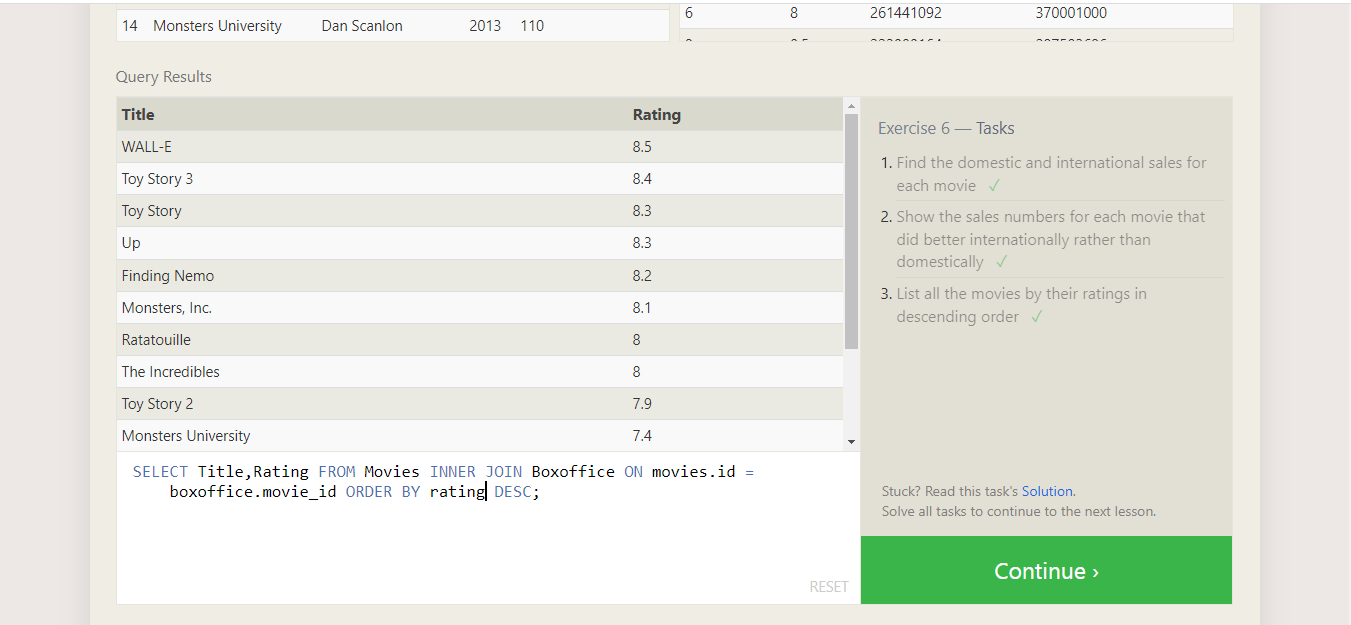 14 Monsters University Dan Scanlon 2013 110
6 8 261441092 370001000
Query Results
Title Rating
WALL-E 8.5
Toy Story 3 8.4
Toy Story 8.3
Up 8.3
Finding Nemo 8.2
Monsters, Inc. 8.1
Ratatouille 8
The Incredibles 8
Toy Story 2 7.9
Monsters University 7.4
SELECT Title,Rating FROM Movies INNER JOIN Boxoffice ON movies.id =
boxoffice.movie_id ORDER BY rating DESC;
RESET
Exercise 6 — Tasks
1. Find the domestic and international sales for
each movie ✓
2. Show the sales numbers for each movie that
did better internationally rather than
domestically ✓
3. List all the movies by their ratings in
descending order ✓
Stuck? Read this task's Solution.
Solve all tasks to continue to the next lesson.
Continue ›